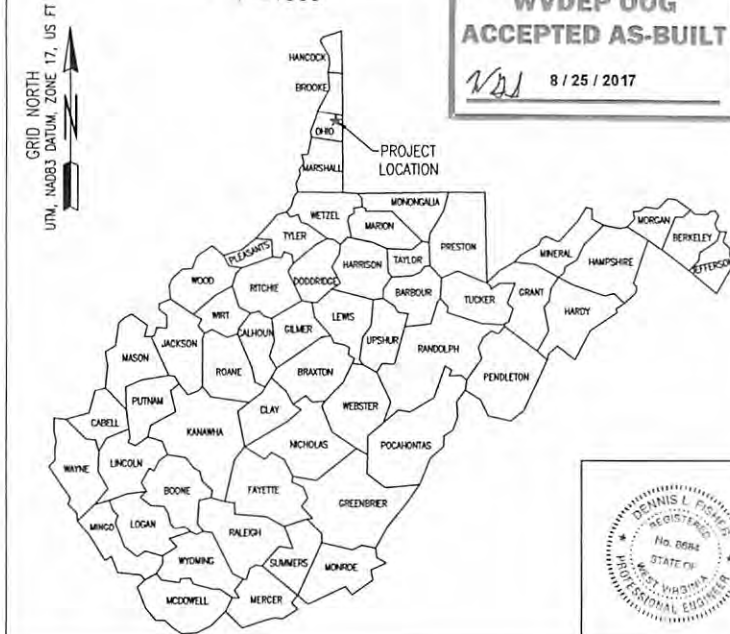 WVDEP OOG
ACCEPTED AS-BUILT
8 / 25 / 2017
GRID NORTH
UTM, NAD83 DATUM, ZONE 17, US FT
N
HANCOCK
BROOKE
OHIO
PROJECT
LOCATION
MARSHALL
WETZEL
MONONGALIA
MARION
MORGAN
BERKELEY
JEFFERSON
TYLER
PLEASANTS
PRESTON
MINERAL
HAMPSHIRE
WOOD
RITCHIE
DODDRIDGE
HARRISON
TAYLOR
BARBOUR
TUCKER
GRANT
HARDY
WIRT
CALHOUN
GILMER
LEWIS
UPSHUR
RANDOLPH
JACKSON
MASON
ROANE
BRAXTON
PENDLETON
PUTNAM
CLAY
WEBSTER
CABELL
KANAWHA
NICHOLAS
POCAHONTAS
WAYNE
LINCOLN
BOONE
FAYETTE
GREENBRIER
MINGO
LOGAN
RALEIGH
WYOMING
SUMMERS
MONROE
MCDOWELL
MERCER
DENNIS L. FISHER
REGISTERED
No. 8684
STATE OF
WEST VIRGINIA
PROFESSIONAL ENGINEER